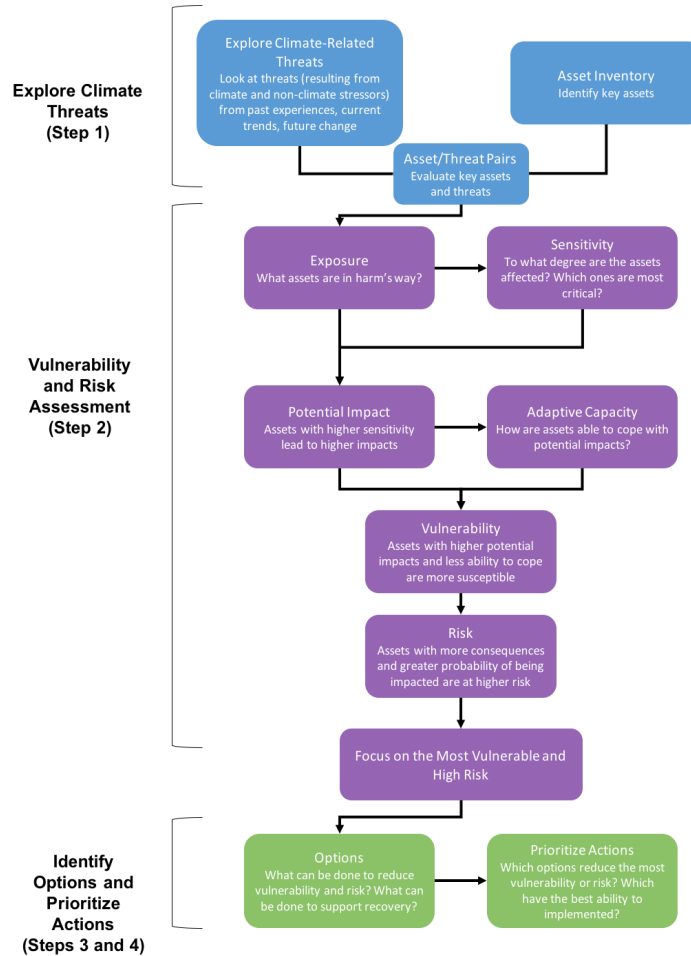 Explore Climate
Threats
(Step 1)
Explore Climate-Related
Threats
Look at threats (resulting from
climate and non-climate stressors)
from past experiences, current
trends, future change
Asset Inventory
Identify key assets
Asset/Threat Pairs
Evaluate key assets
and threats
Vulnerability
and Risk
Assessment
(Step 2)
Exposure
What assets are in harm's way?
Sensitivity
To what degree are the assets
affected? Which ones are most
critical?
Potential Impact
Assets with higher sensitivity
lead to higher impacts
Adaptive Capacity
How are assets able to cope with
potential impacts?
Vulnerability
Assets with higher potential
impacts and less ability to cope
are more susceptible
Risk
Assets with more consequences
and greater probability of being
impacted are at higher risk
Focus on the Most Vulnerable and
High Risk
Identify
Options and
Prioritize
Actions
(Steps 3 and 4)
Options
What can be done to reduce
vulnerability and risk? What can
be done to support recovery?
Prioritize Actions
Which options reduce the most
vulnerability or risk? Which
have the best ability to
implemented?